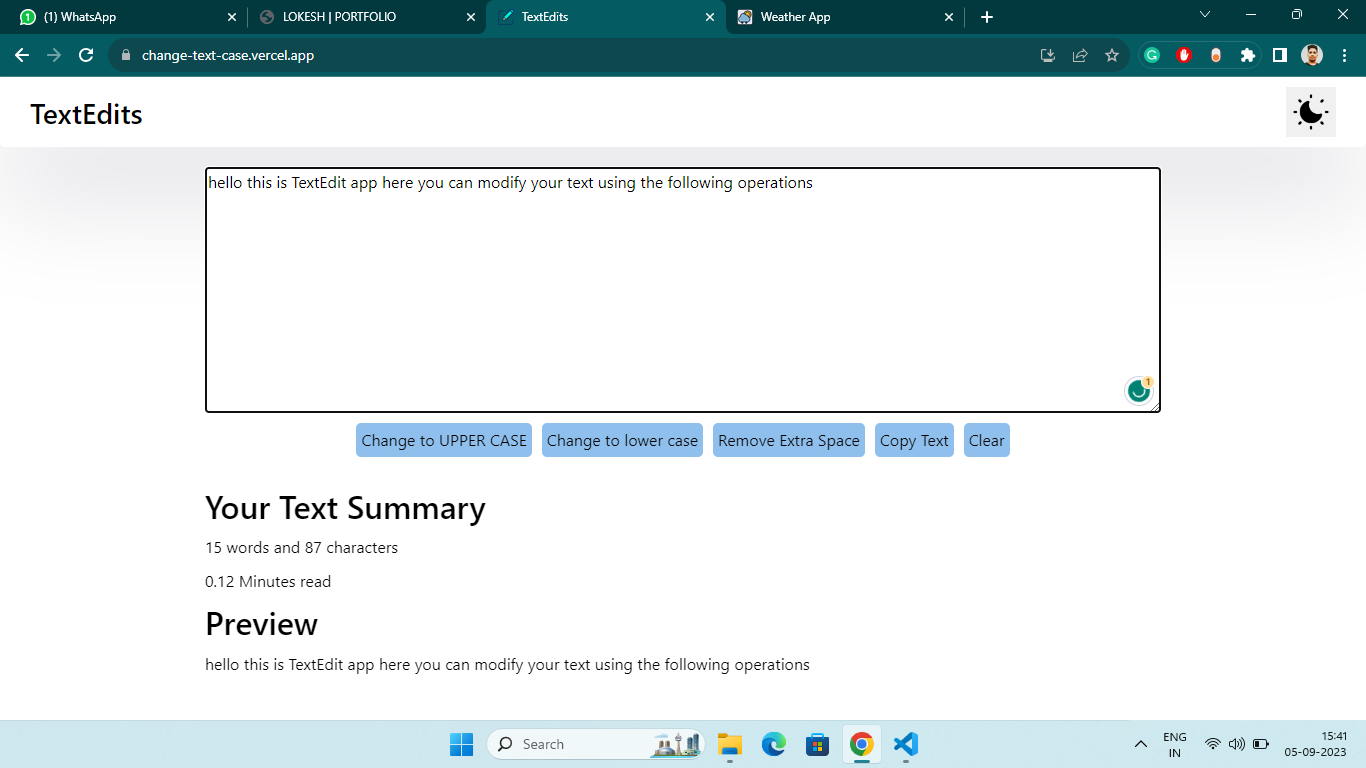 (1) WhatsApp
LOKESH | PORTFOLIO
TextEdits
Weather App
change-text-case.vercel.app
TextEdits
hello this is TextEdit app here you can modify your text using the following operations
1
Change to UPPER CASE
Change to lower case
Remove Extra Space
Copy Text
Clear
Your Text Summary
15 words and 87 characters
0.12 Minutes read
Preview
hello this is TextEdit app here you can modify your text using the following operations
Search
ENG
IN
15:41
05-09-2023